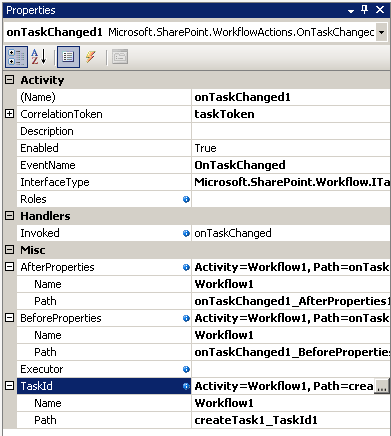 Properties
onTaskChanged1 Microsoft.SharePoint.WorkflowActions.OnTaskChanged
Activity
(Name) onTaskChanged1
CorrelationToken taskToken
Description
Enabled True
EventName OnTaskChanged
InterfaceType Microsoft.SharePoint.Workflow.ITa
Roles
Handlers
Invoked onTaskChanged
Misc
AfterProperties Activity=Workflow1, Path=onTask
Name Workflow1
Path onTaskChanged1_AfterProperties1
BeforeProperties Activity=Workflow1, Path=onTask
Name Workflow1
Path onTaskChanged1_BeforeProperties
Executor
TaskId Activity=Workflow1, Path=crea ...
Name Workflow1
Path createTask1_TaskId1